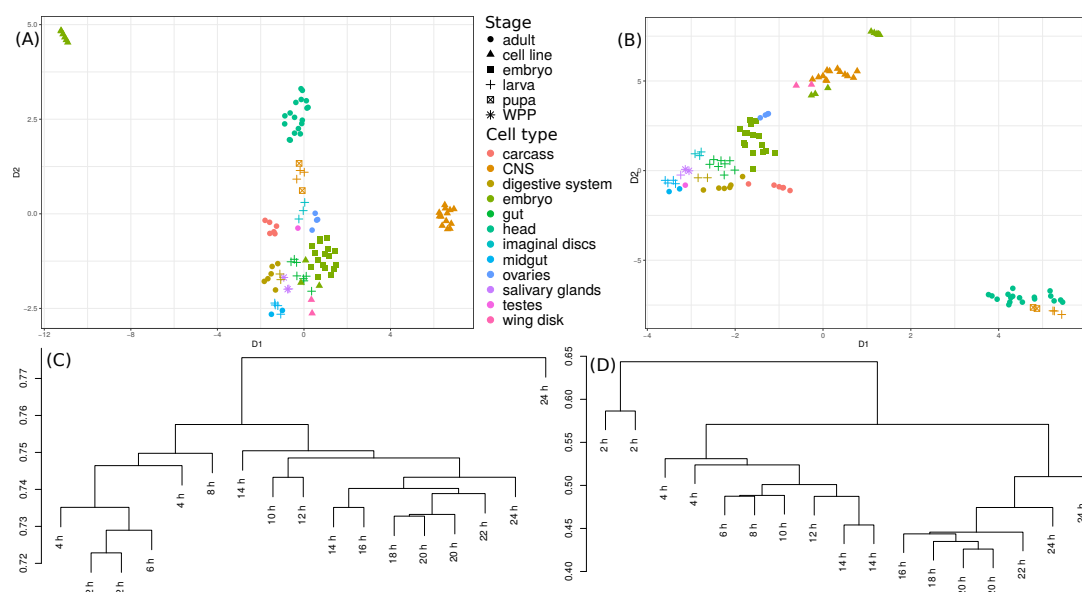 (A)
5.0
2.5
0.0
-2.5
D2
-12
-8
-4
0
4
D1
Stage
adult
cell line
embryo
larva
pupa
WPP
Cell type
carcass
CNS
digestive system
embryo
gut
head
imaginal discs
midgut
ovaries
salivary glands
testes
wing disk
(B)
5
0
-5
D2
-4
-2
0
2
4
D1
(C)
0.77
0.76
0.75
0.74
0.73
0.72
4 h
2 h
2 h
6 h
4 h
8 h
14 h
10 h
12 h
14 h
16 h
18 h
20 h
20 h
22 h
24 h
24 h
(D)
0.65
0.60
0.55
0.50
0.45
0.40
2 h
2 h
4 h
4 h
6 h
8 h
10 h
12 h
14 h
14 h
16 h
18 h
20 h
20 h
22 h
24 h
24 h